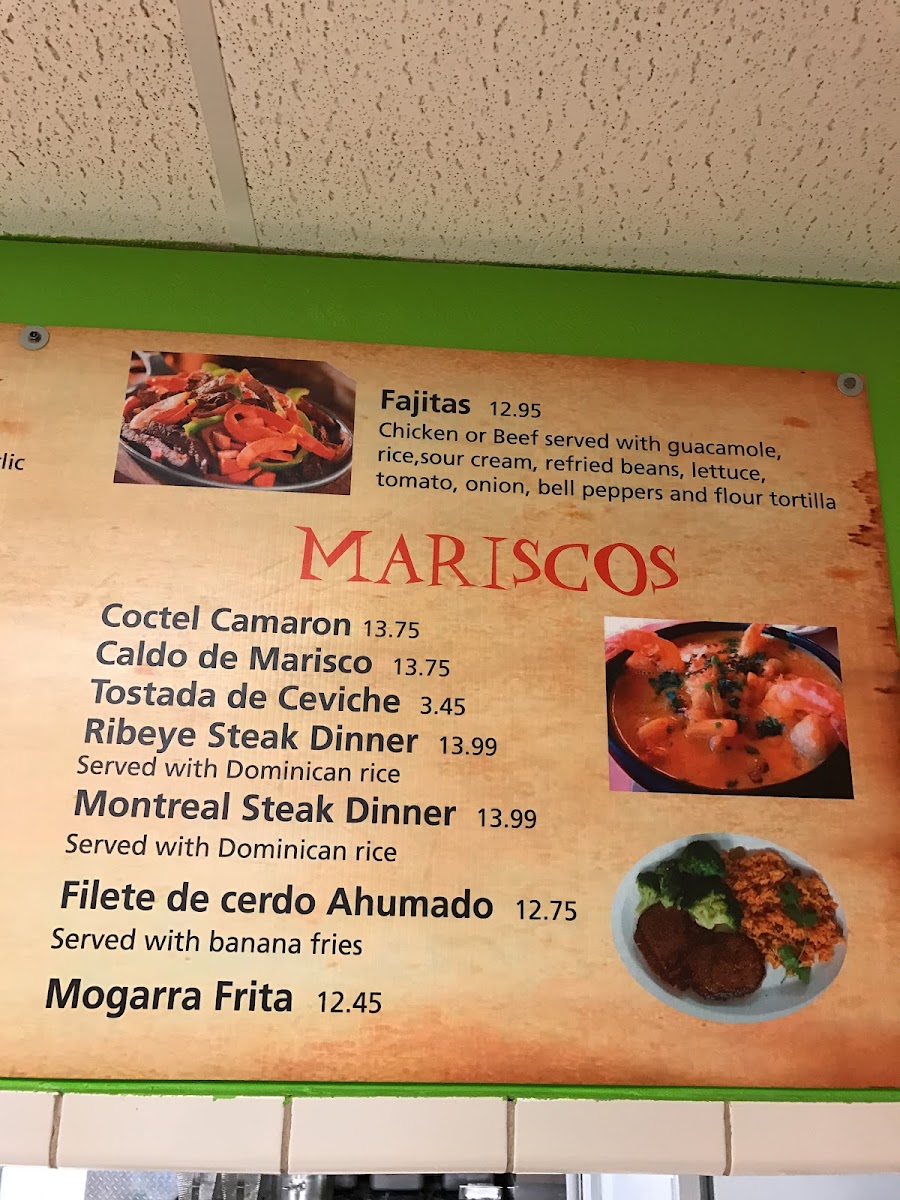 Fajitas 12.95
Chicken or Beef served with guacamole,
rice,sour cream, refried beans, lettuce,
tomato, onion, bell peppers and flour tortilla
MARISCOS
Coctel Camaron 13.75
Caldo de Marisco 13.75
Tostada de Ceviche 3.45
Ribeye Steak Dinner 13.99
Served with Dominican rice
Montreal Steak Dinner 13.99
Served with Dominican rice
Filete de cerdo Ahumado 12.75
Served with banana fries
Mogarra Frita 12.45